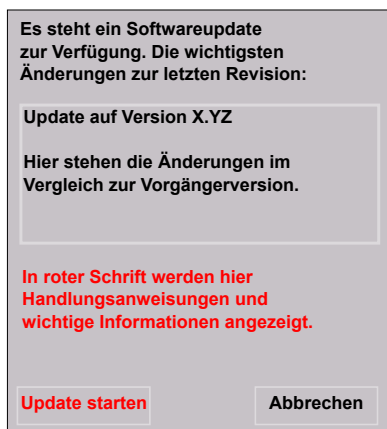 Es steht ein Softwareupdate
zur Verfügung. Die wichtigsten
Änderungen zur letzten Revision:
Update auf Version X.YZ
Hier stehen die Änderungen im
Vergleich zur Vorgängerversion.
In roter Schrift werden hier
Handlungsanweisungen und
wichtige Informationen angezeigt.
Update starten
Abbrechen